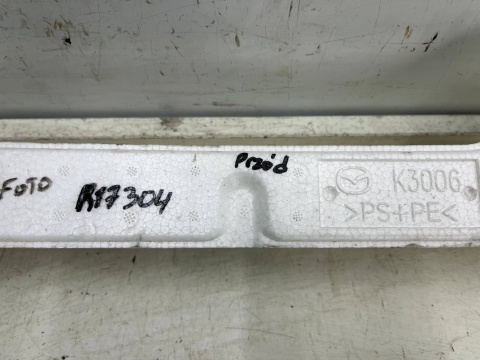 FOTO
R17304
Przód
K3006
>PS+PE<